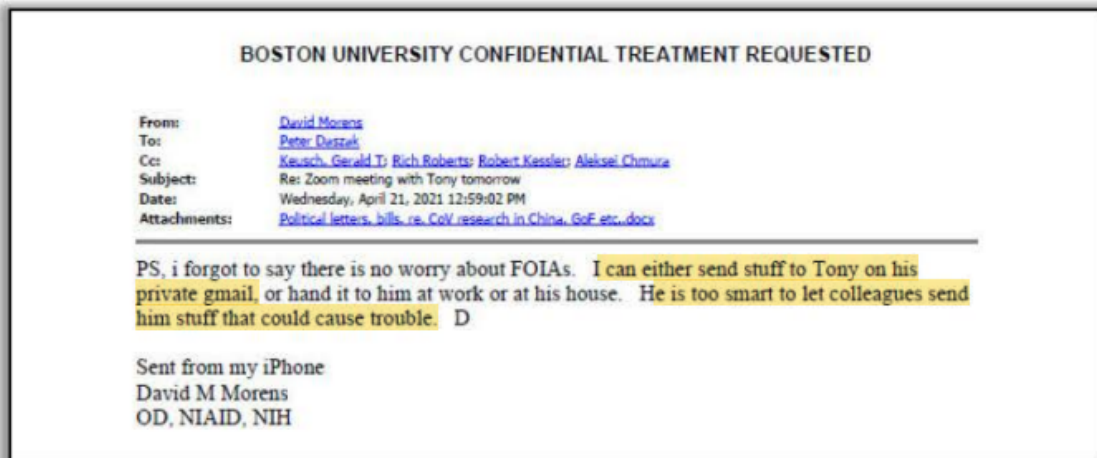 BOSTON UNIVERSITY CONFIDENTIAL TREATMENT REQUESTED
From: David Morens
To: Peter Daszak
Cc: Keusch, Gerald T; Rich Roberts; Robert Kessler; Aleksei Chmura
Subject: Re: Zoom meeting with Tony tomorrow
Date: Wednesday, April 21, 2021 12:59:02 PM
Attachments: Political letters, bills, re. CoV research in China, GoF etc..docx
PS, i forgot to say there is no worry about FOIAs. I can either send stuff to Tony on his
private gmail, or hand it to him at work or at his house. He is too smart to let colleagues send
him stuff that could cause trouble. D
Sent from my iPhone
David M Morens
OD, NIAID, NIH